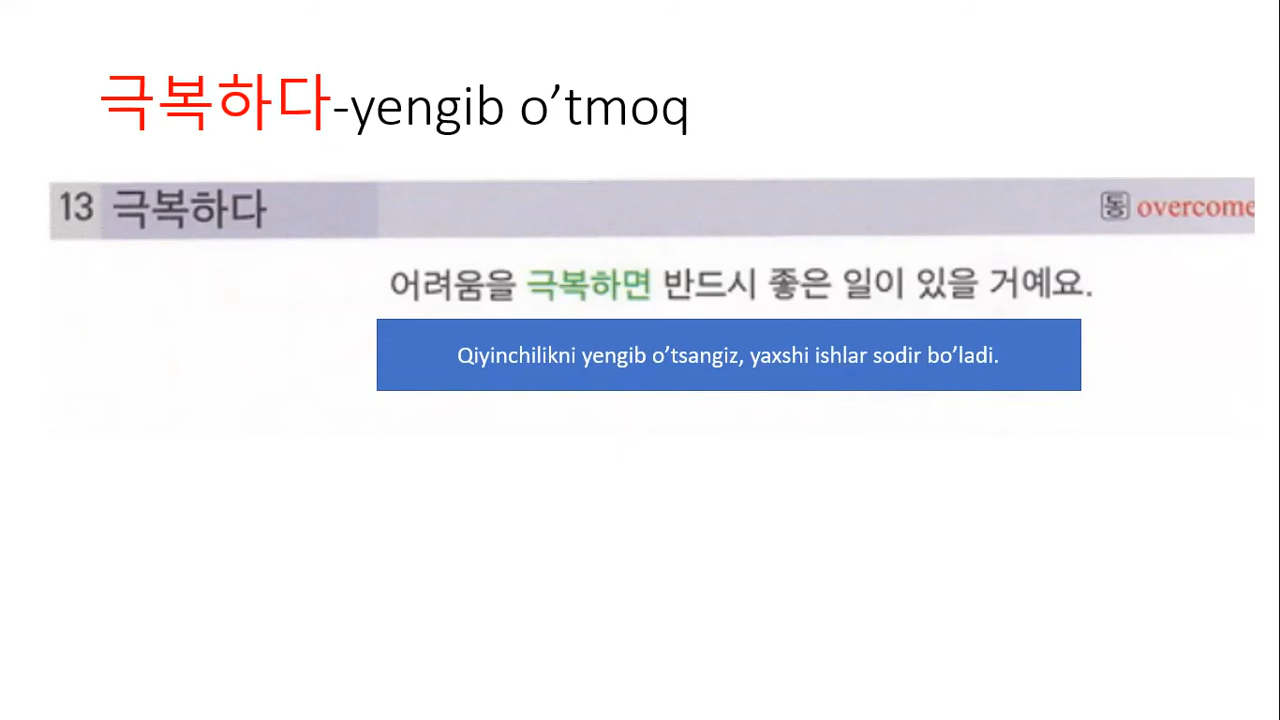 극복하다-yengib o’tmoq
13 극복하다 동 overcome
어려움을 극복하면 반드시 좋은 일이 있을 거예요.
Qiyinchilikni yengib o’tsangiz, yaxshi ishlar sodir bo’ladi.